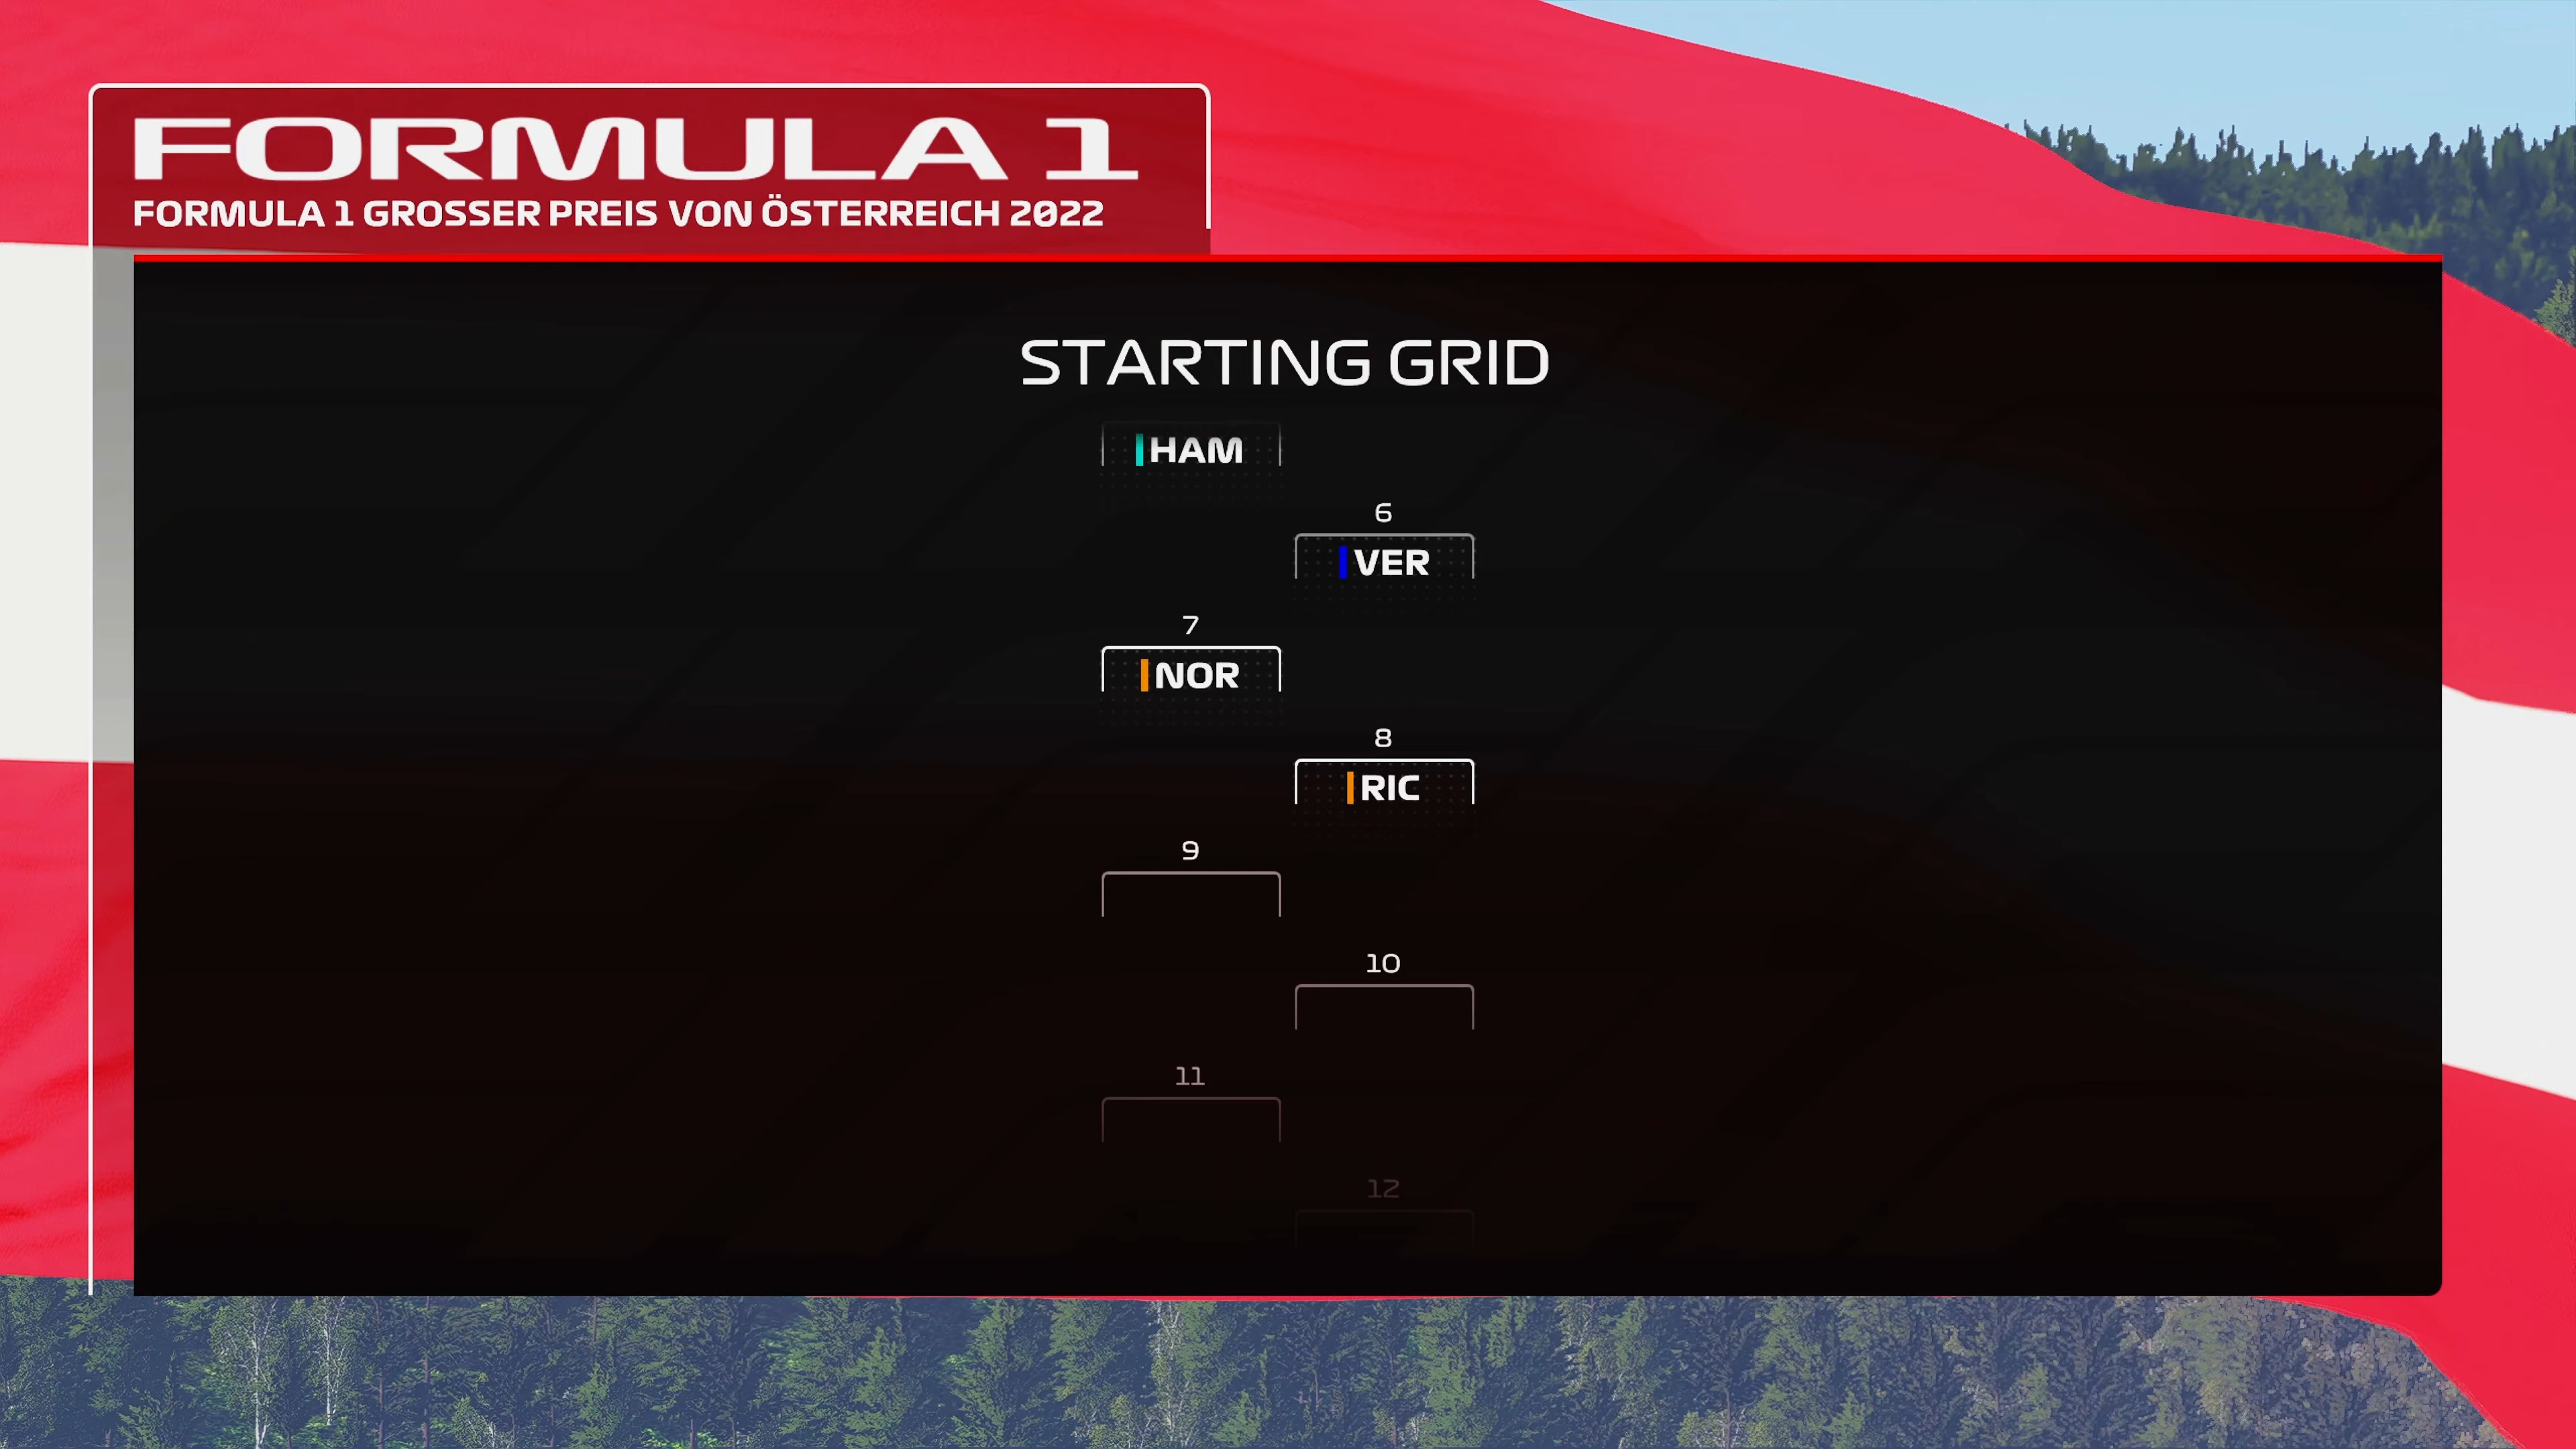 FORMULA 1
FORMULA 1 GROSSER PREIS VON ÖSTERREICH 2022
STARTING GRID
HAM
6
VER
7
NOR
8
RIC
9
10
11
12